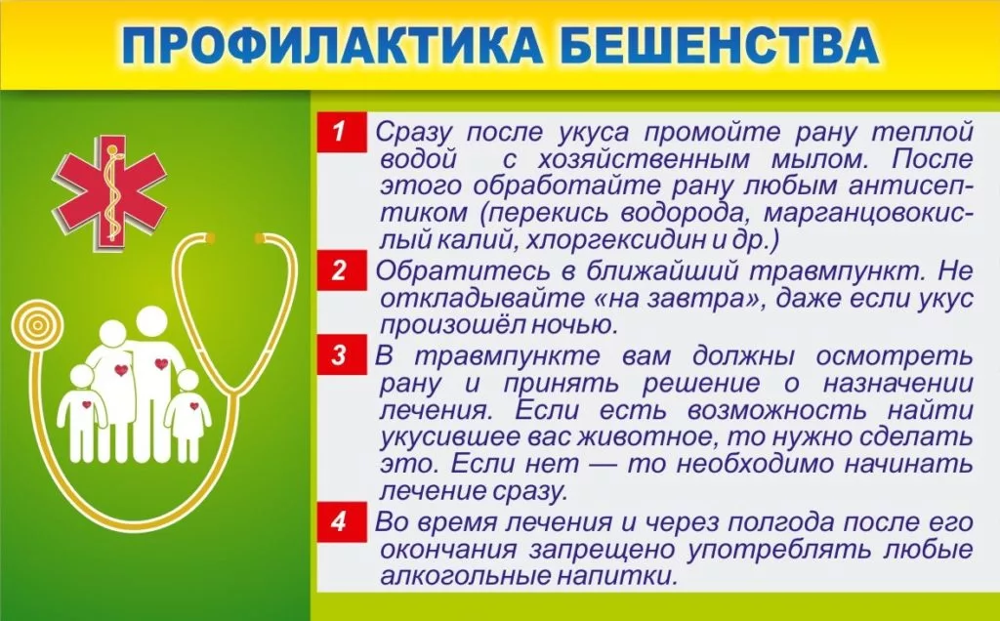 ПРОФИЛАКТИКА БЕШЕНСТВА
1 Сразу после укуса промойте рану теплой
водой с хозяйственным мылом. После
этого обработайте рану любым антисеп-
тиком (перекись водорода, марганцовокис-
лый калий, хлоргексидин и др.)
2 Обратитесь в ближайший травмпункт. Не
откладывайте «на завтра», даже если укус
произошёл ночью.
3 В травмпункте вам должны осмотреть
рану и принять решение о назначении
лечения. Если есть возможность найти
укусившее вас животное, то нужно сделать
это. Если нет — то необходимо начинать
лечение сразу.
4 Во время лечения и через полгода после его
окончания запрещено употреблять любые
алкогольные напитки.